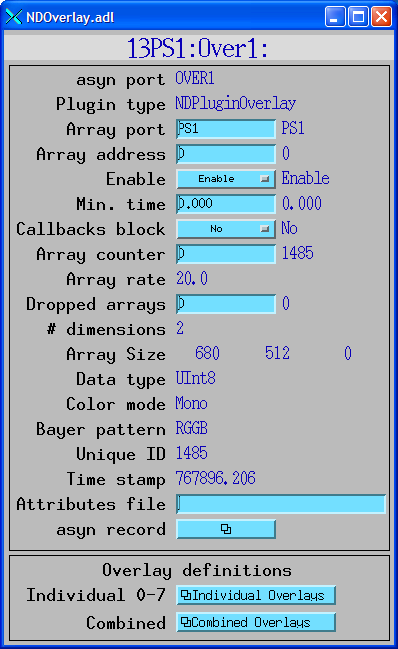 NDOverlay.adl
13PS1:Over1:
asyn port OVER1
Plugin type NDPluginOverlay
Array port PS1 PS1
Array address 0 0
Enable Enable Enable
Min. time 0.000 0.000
Callbacks block No No
Array counter 0 1485
Array rate 20.0
Dropped arrays 0 0
# dimensions 2
Array Size 680 512 0
Data type UInt8
Color mode Mono
Bayer pattern RGGB
Unique ID 1485
Time stamp 767896.206
Attributes file
asyn record
Overlay definitions
Individual 0-7 Individual Overlays
Combined Combined Overlays